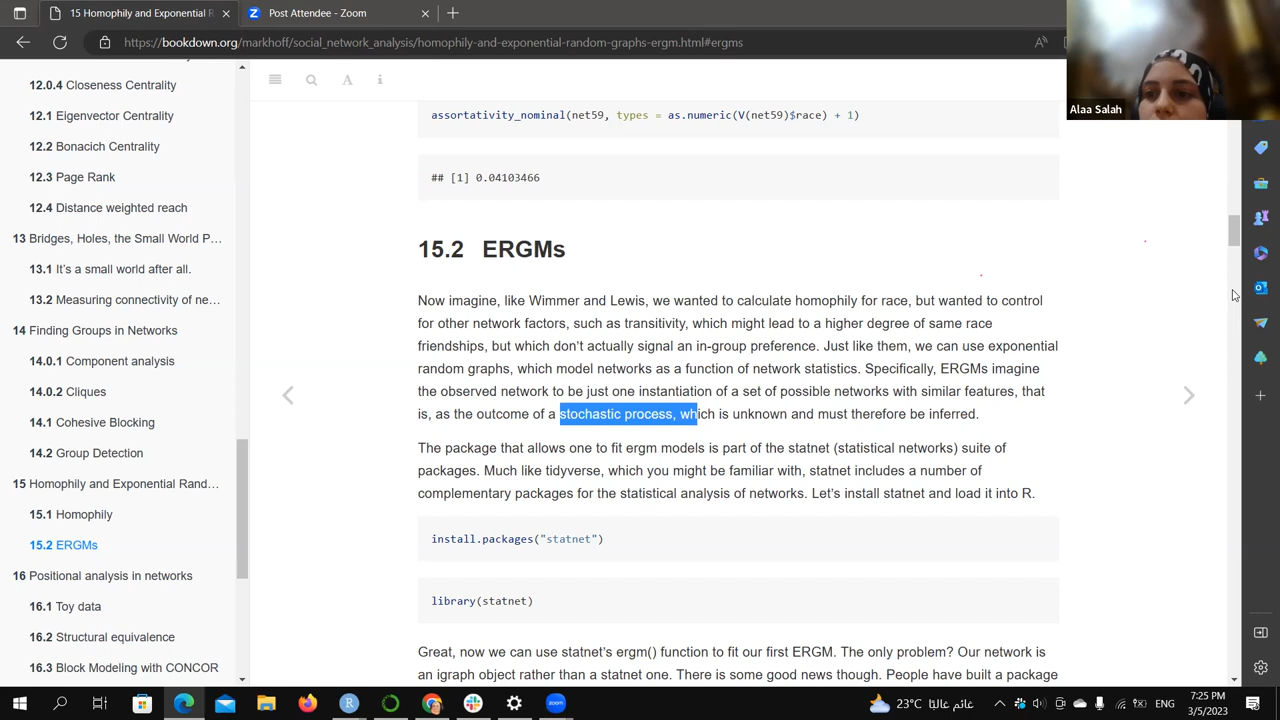 15 Homophily and Exponential R
Post Attendee - Zoom
https://bookdown.org/markhoff/social_network_analysis/homophily-and-exponential-random-graphs-ergm.html#ergms
Alaa Salah
12.0.4 Closeness Centrality
12.1 Eigenvector Centrality
12.2 Bonacich Centrality
12.3 Page Rank
12.4 Distance weighted reach
13 Bridges, Holes, the Small World P…
13.1 It’s a small world after all.
13.2 Measuring connectivity of ne…
14 Finding Groups in Networks
14.0.1 Component analysis
14.0.2 Cliques
14.1 Cohesive Blocking
14.2 Group Detection
15 Homophily and Exponential Rand…
15.1 Homophily
15.2 ERGMs
16 Positional analysis in networks
16.1 Toy data
16.2 Structural equivalence
16.3 Block Modeling with CONCOR
assortativity_nominal(net59, types = as.numeric(V(net59)$race) + 1)
## [1] 0.04103466
15.2 ERGMs
Now imagine, like Wimmer and Lewis, we wanted to calculate homophily for race, but wanted to control
for other network factors, such as transitivity, which might lead to a higher degree of same race
friendships, but which don’t actually signal an in-group preference. Just like them, we can use exponential
random graphs, which model networks as a function of network statistics. Specifically, ERGMs imagine
the observed network to be just one instantiation of a set of possible networks with similar features, that
is, as the outcome of a stochastic process, which is unknown and must therefore be inferred.
The package that allows one to fit ergm models is part of the statnet (statistical networks) suite of
packages. Much like tidyverse, which you might be familiar with, statnet includes a number of
complementary packages for the statistical analysis of networks. Let’s install statnet and load it into R.
install.packages("statnet")
library(statnet)
Great, now we can use statnet’s ergm() function to fit our first ERGM. The only problem? Our network is
an igraph object rather than a statnet one. There is some good news though. People have built a package
23°C غائم غالبًا
ENG
7:25 PM
3/5/2023